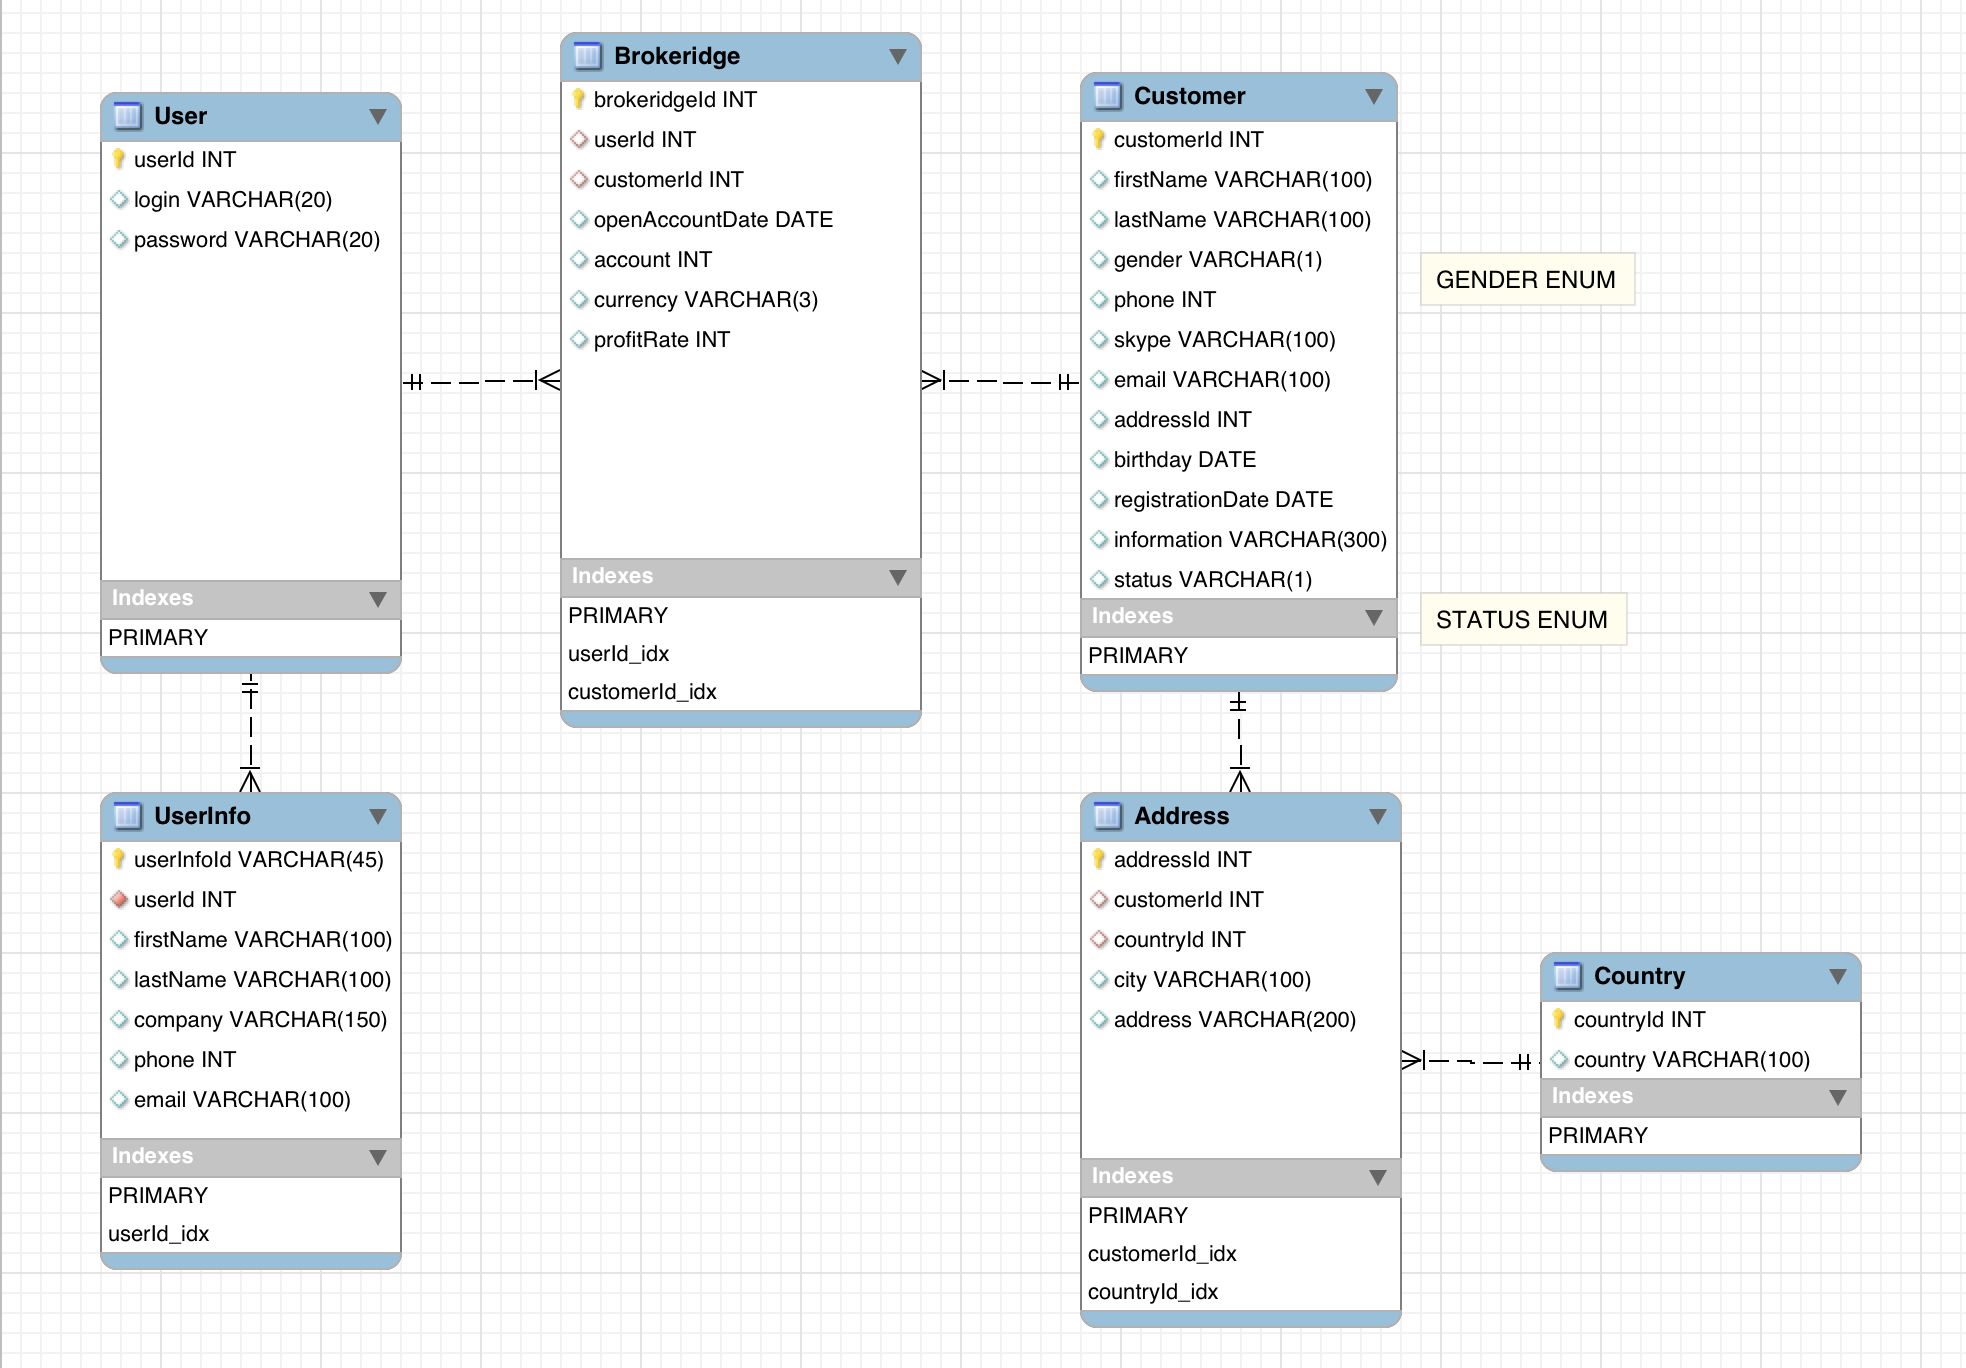 User
userId INT
login VARCHAR(20)
password VARCHAR(20)
Indexes
PRIMARY
Brokeridge
brokeridgeId INT
userId INT
customerId INT
openAccountDate DATE
account INT
currency VARCHAR(3)
profitRate INT
Indexes
PRIMARY
userId_idx
customerId_idx
Customer
customerId INT
firstName VARCHAR(100)
lastName VARCHAR(100)
gender VARCHAR(1)
phone INT
skype VARCHAR(100)
email VARCHAR(100)
addressId INT
birthday DATE
registrationDate DATE
information VARCHAR(300)
status VARCHAR(1)
Indexes
PRIMARY
GENDER ENUM
STATUS ENUM
UserInfo
userInfoId VARCHAR(45)
userId INT
firstName VARCHAR(100)
lastName VARCHAR(100)
company VARCHAR(150)
phone INT
email VARCHAR(100)
Indexes
PRIMARY
userId_idx
Address
addressId INT
customerId INT
countryId INT
city VARCHAR(100)
address VARCHAR(200)
Indexes
PRIMARY
customerId_idx
countryId_idx
Country
countryId INT
country VARCHAR(100)
Indexes
PRIMARY